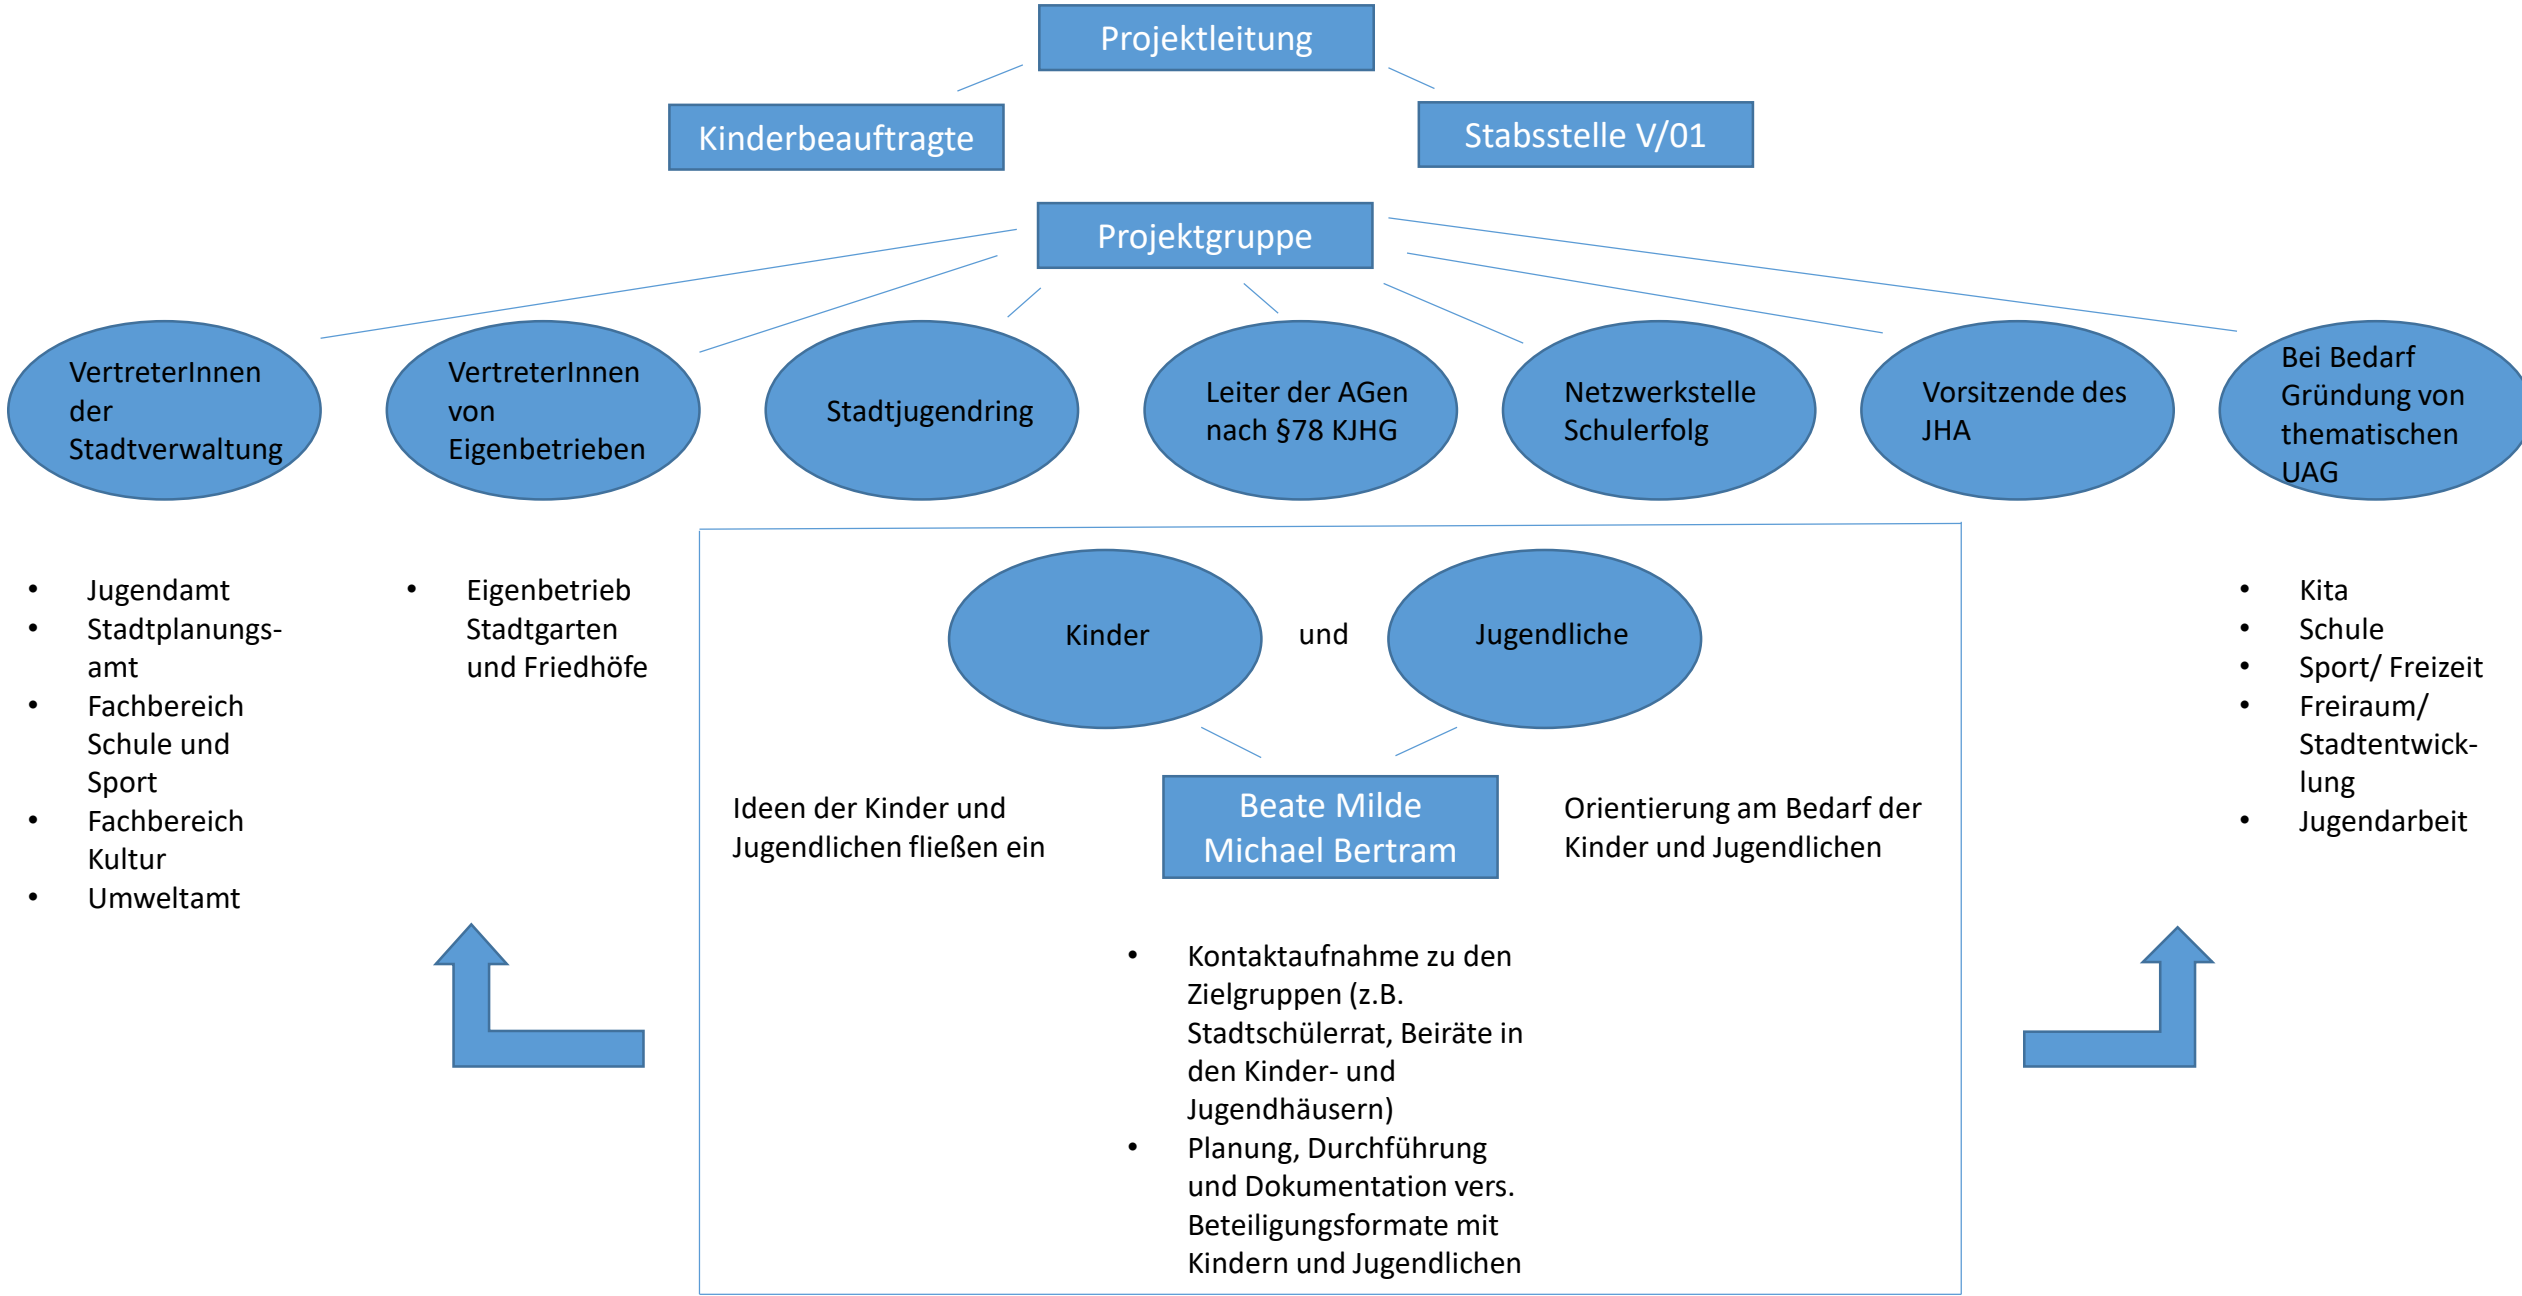 Projektleitung
Kinderbeauftragte
Stabsstelle V/01
Projektgruppe
VertreterInnen
der
Stadtverwaltung
VertreterInnen
von
Eigenbetrieben
Stadtjugendring
Leiter der AGen
nach §78 KJHG
Netzwerkstelle
Schulerfolg
Vorsitzende des
JHA
Bei Bedarf
Gründung von
thematischen
UAG
• Jugendamt
• Stadtplanungs-
amt
• Fachbereich
Schule und
Sport
• Fachbereich
Kultur
• Umweltamt
• Eigenbetrieb
Stadtgarten
und Friedhöfe
Kinder
und
Jugendliche
Ideen der Kinder und
Jugendlichen fließen ein
Beate Milde
Michael Bertram
Orientierung am Bedarf der
Kinder und Jugendlichen
• Kontaktaufnahme zu den
Zielgruppen (z.B.
Stadtschülerrat, Beiräte in
den Kinder- und
Jugendhäusern)
• Planung, Durchführung
und Dokumentation vers.
Beteiligungsformate mit
Kindern und Jugendlichen
• Kita
• Schule
• Sport/ Freizeit
• Freiraum/
Stadtentwick-
lung
• Jugendarbeit